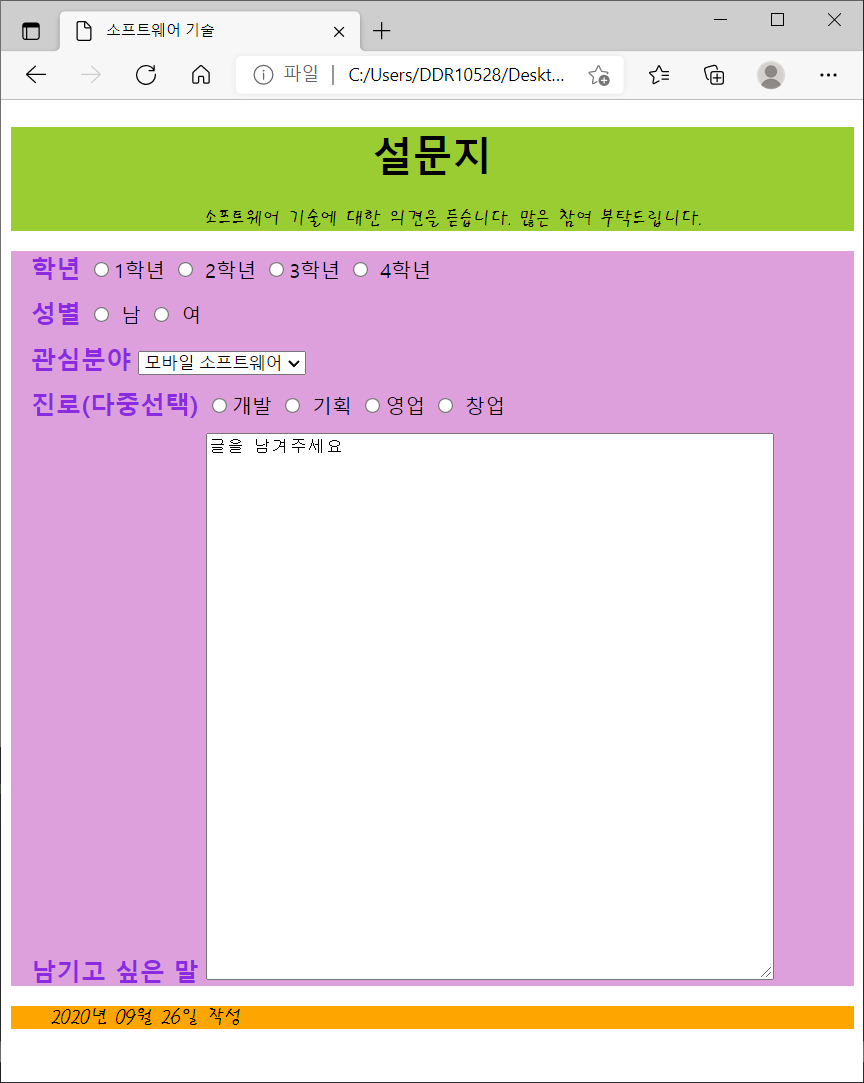 소프트웨어 기술
파일 | C:/Users/DDR10528/Deskt...
설문지
소프트웨어 기술에 대한 의견을 듣습니다. 많은 참여 부탁드립니다.
학년 1학년 2학년 3학년 4학년
성별 남 여
관심분야 모바일 소프트웨어
진로(다중선택) 개발 기획 영업 창업
글을 남겨주세요
남기고 싶은 말
2020년 09월 26일 작성